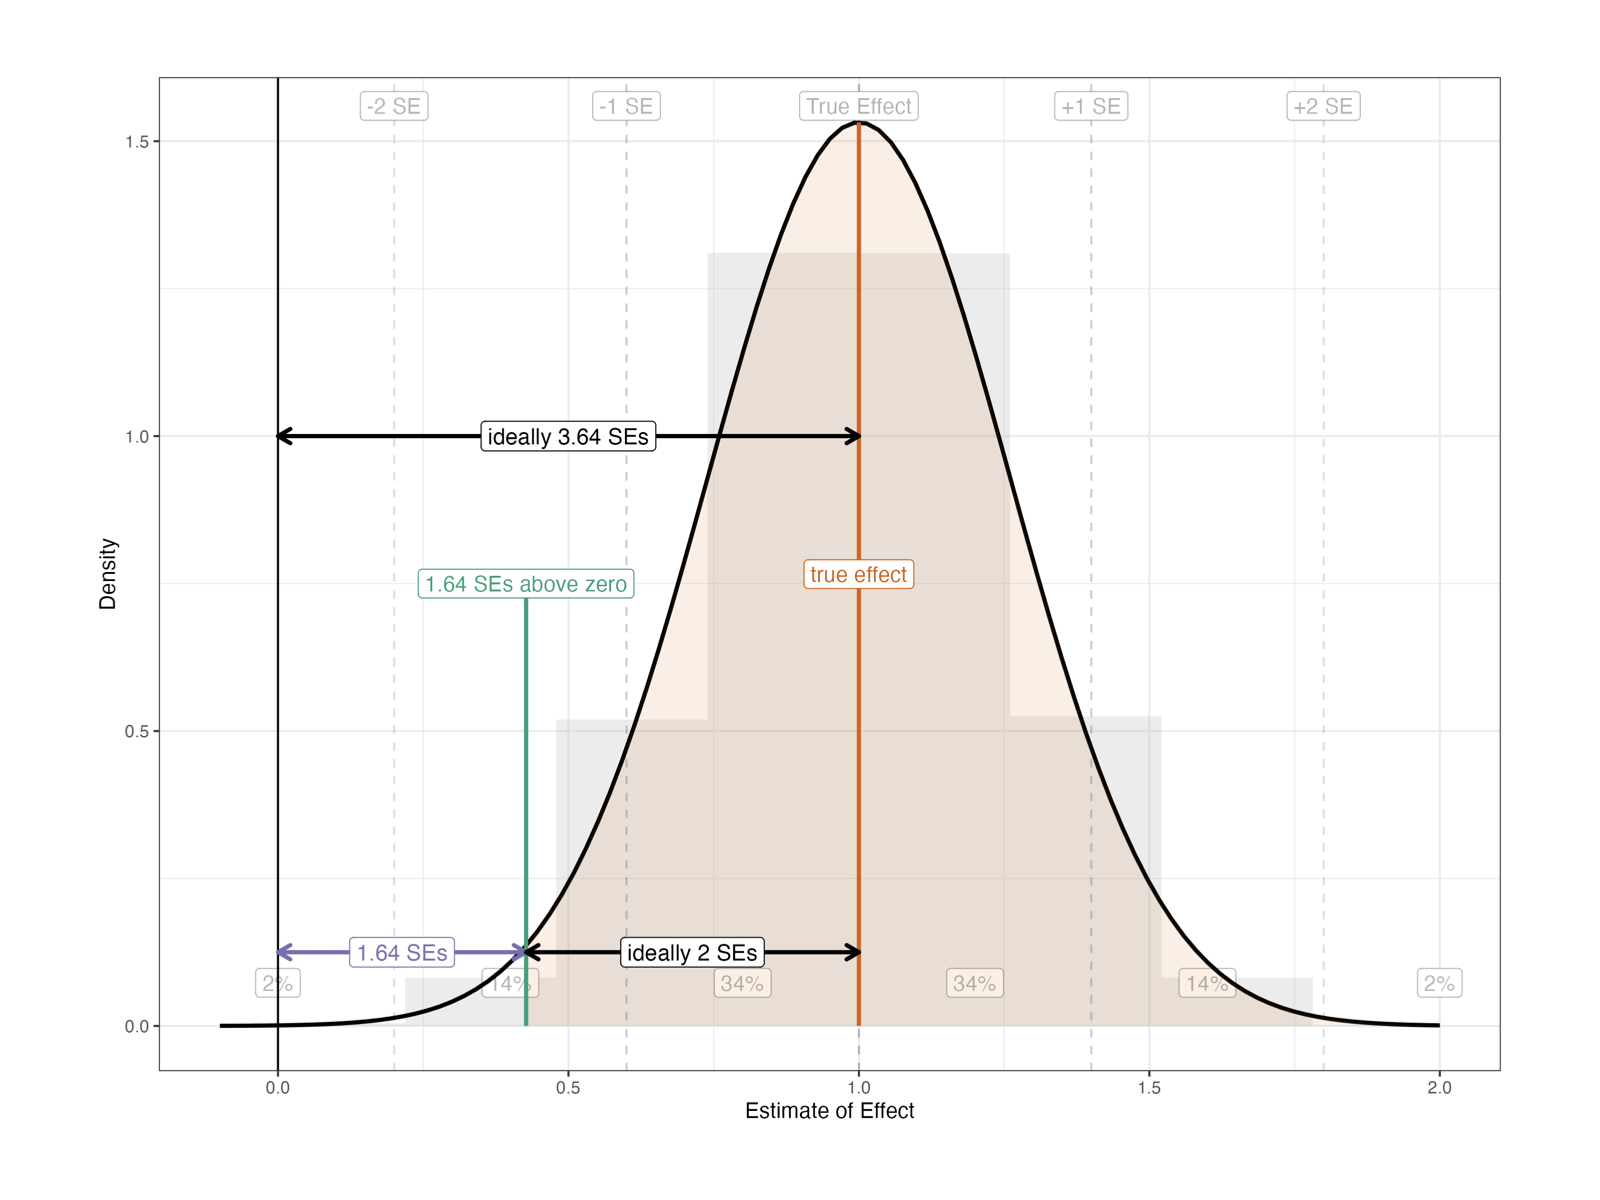 -2 SE
-1 SE
True Effect
+1 SE
+2 SE
1.5
1.0
ideally 3.64 SEs
1.64 SEs above zero
true effect
Density
0.5
1.64 SEs
ideally 2 SEs
2%
14%
34%
34%
14%
2%
0.0
0.0
0.5
1.0
1.5
2.0
Estimate of Effect